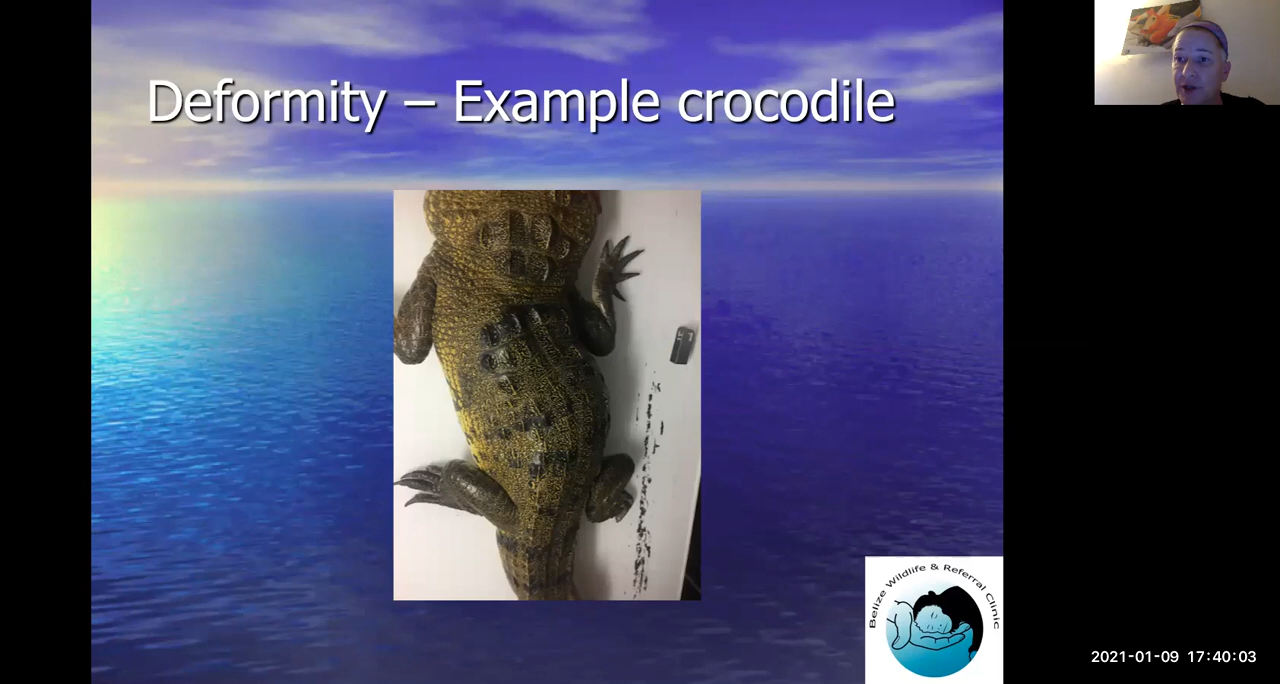 Deformity – Example crocodile
Belize Wildlife & Referral Clinic
2021-01-09 17:40:03